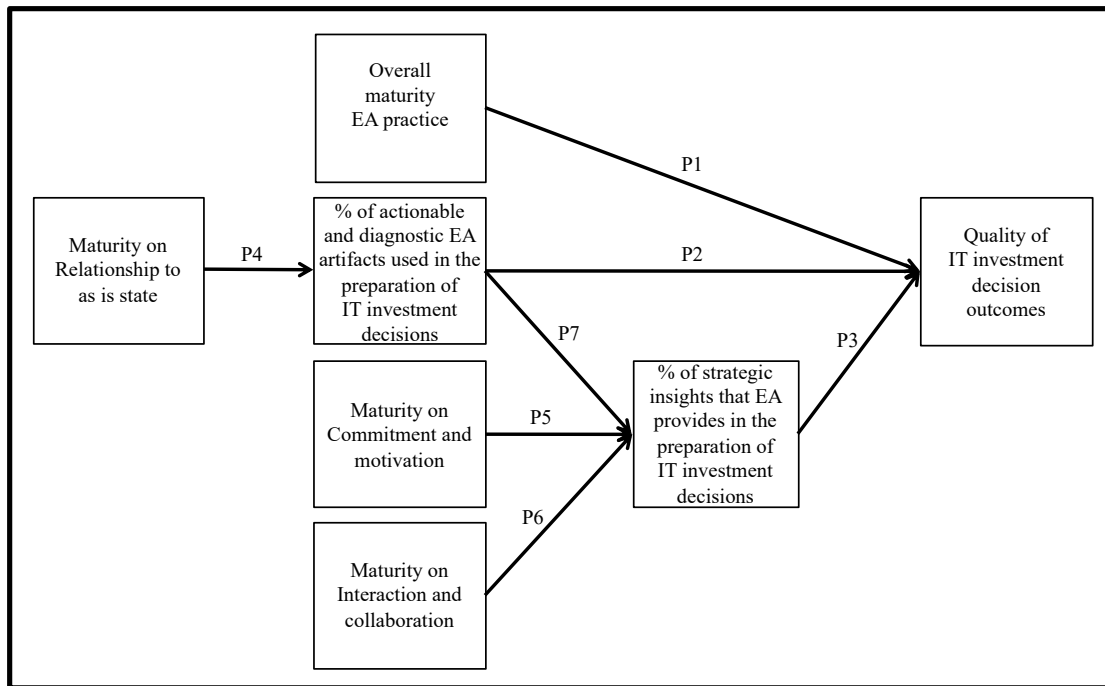 Overall
maturity
EA practice
P1
Maturity on
Relationship to
as is state
P4
% of actionable
and diagnostic EA
artifacts used in the
preparation of
IT investment
decisions
P2
Quality of
IT investment
decision
outcomes
P7
P3
Maturity on
Commitment and
motivation
P5
% of strategic
insights that EA
provides in the
preparation of
IT investment
decisions
P6
Maturity on
Interaction and
collaboration